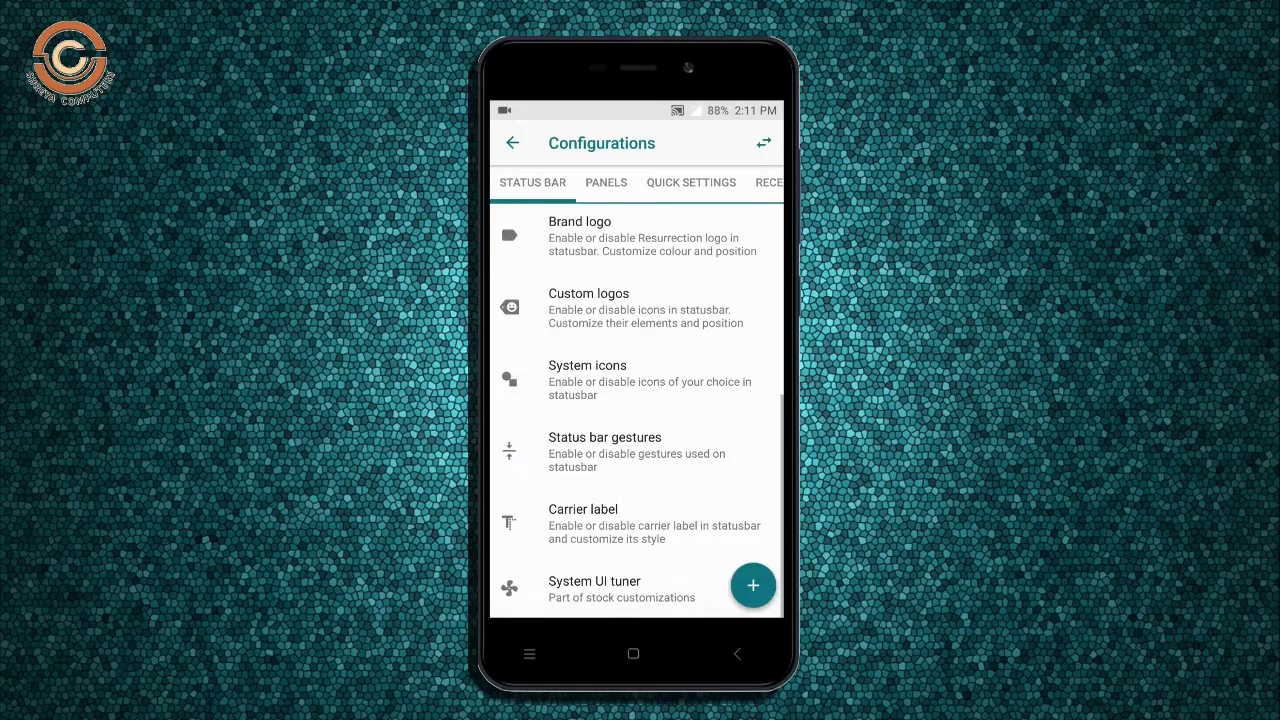 SHREYA COMPUTERS
88% 2:11 PM
Configurations
STATUS BAR PANELS QUICK SETTINGS RECE
Brand logo
Enable or disable Resurrection logo in
statusbar. Customize colour and position
Custom logos
Enable or disable icons in statusbar.
Customize their elements and position
System icons
Enable or disable icons of your choice in
statusbar
Status bar gestures
Enable or disable gestures used on
statusbar
Carrier label
Enable or disable carrier label in statusbar
and customize its style
System UI tuner
Part of stock customizations